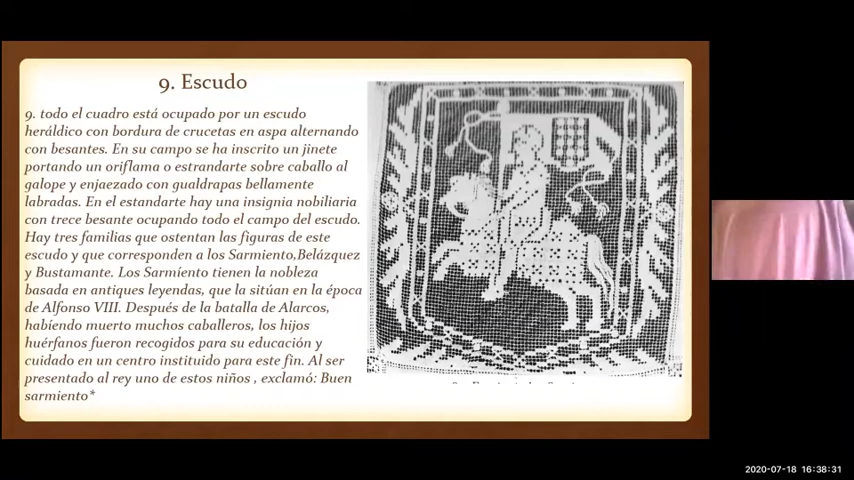 9. Escudo
9. todo el cuadro está ocupado por un escudo
heráldico con bordura de crucetas en aspa alternando
con besantes. En su campo se ha inscrito un jinete
portando un oriflama o estrandarte sobre caballo al
galope y enjaezado con gualdrapas bellamente
labradas. En el estandarte hay una insignia nobiliaria
con trece besante ocupando todo el campo del escudo.
Hay tres familias que ostentan las figuras de este
escudo y que corresponden a los Sarmiento,Belázquez
y Bustamante. Los Sarmiento tienen la nobleza
basada en antiques leyendas, que la sitúan en la época
de Alfonso VIII. Después de la batalla de Alarcos,
habíendo muerto muchos caballeros, los hijos
huérfanos fueron recogidos para su educación y
cuidado en un centro instituido para este fin. Al ser
presentado al rey uno de estos niños , exclamó: Buen
sarmiento*
2020-07-18 16:38:31